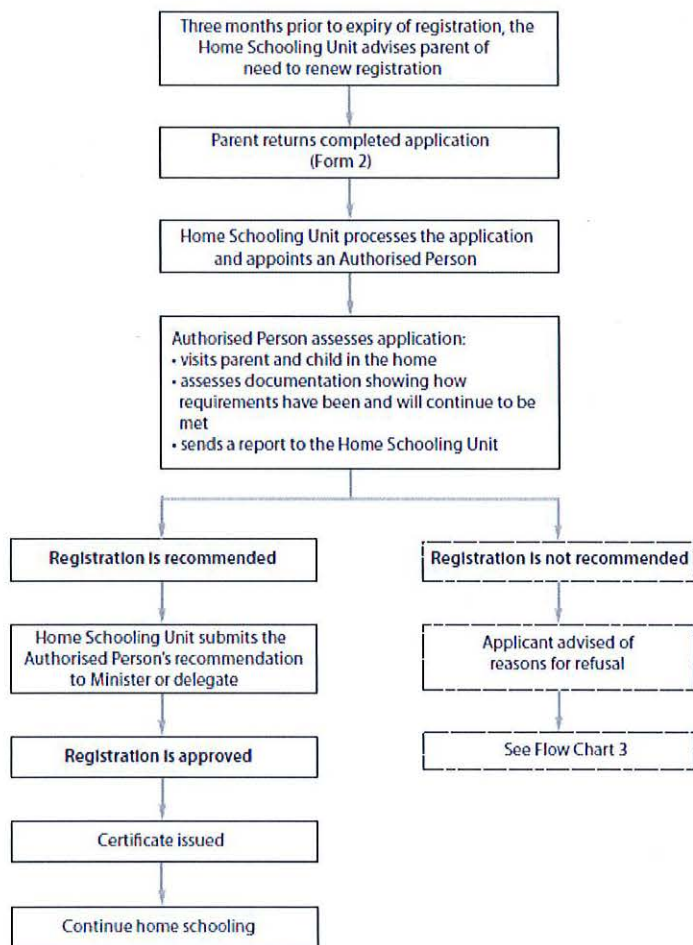 Three months prior to expiry of registration, the
Home Schooling Unit advises parent of
need to renew registration
Parent returns completed application
(Form 2)
Home Schooling Unit processes the application
and appoints an Authorised Person
Authorised Person assesses application:
• visits parent and child in the home
• assesses documentation showing how
requirements have been and will continue to be
met
• sends a report to the Home Schooling Unit
Registration is recommended
Home Schooling Unit submits the
Authorised Person's recommendation
to Minister or delegate
Registration is approved
Certificate issued
Continue home schooling
Registration is not recommended
Applicant advised of
reasons for refusal
See Flow Chart 3